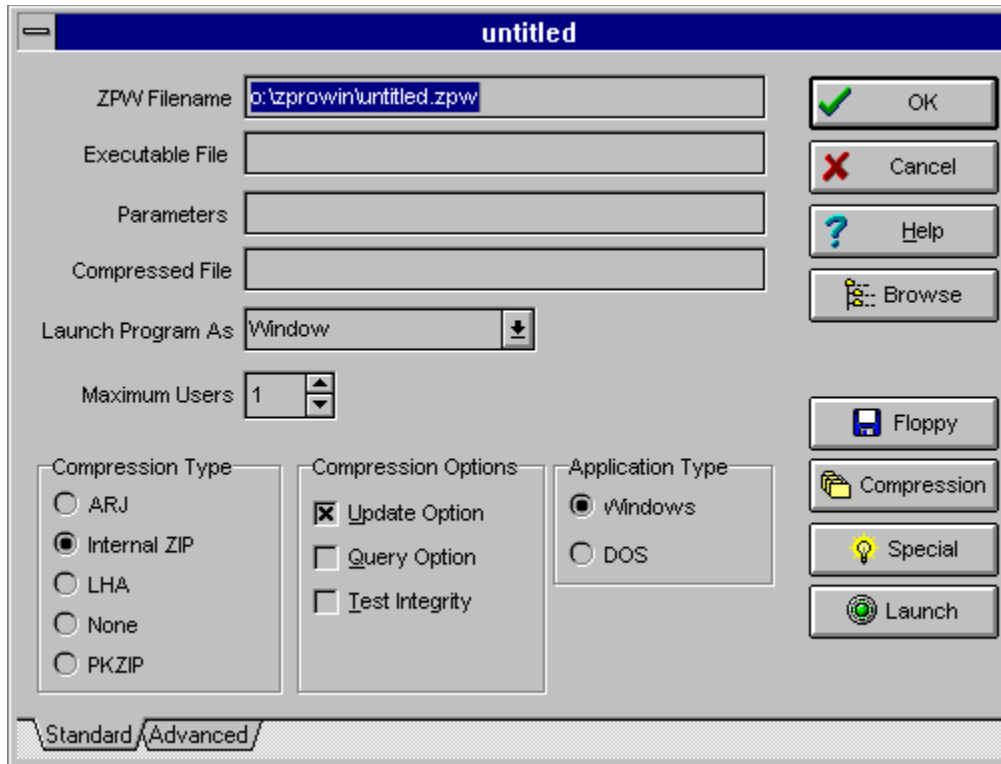 untitled
ZPW Filename o:\zprowin\untitled.zpw
Executable File
Parameters
Compressed File
Launch Program As Window
Maximum Users 1
OK
Cancel
Help
Browse
Floppy
Compression
Special
Launch
Compression Type
ARJ
Internal ZIP
LHA
None
PKZIP
Compression Options
Update Option
Query Option
Test Integrity
Application Type
Windows
DOS
Standard
Advanced